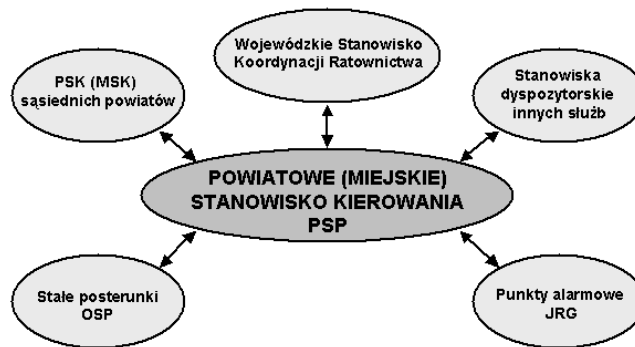 Wojewódzkie Stanowisko
Koordynacji Ratownictwa
PSK (MSK)
sąsiednich powiatów
Stanowiska
dyspozytorskie
innych służb
POWIATOWE (MIEJSKIE)
STANOWISKO KIEROWANIA
PSP
Stałe posterunki
OSP
Punkty alarmowe
JRG